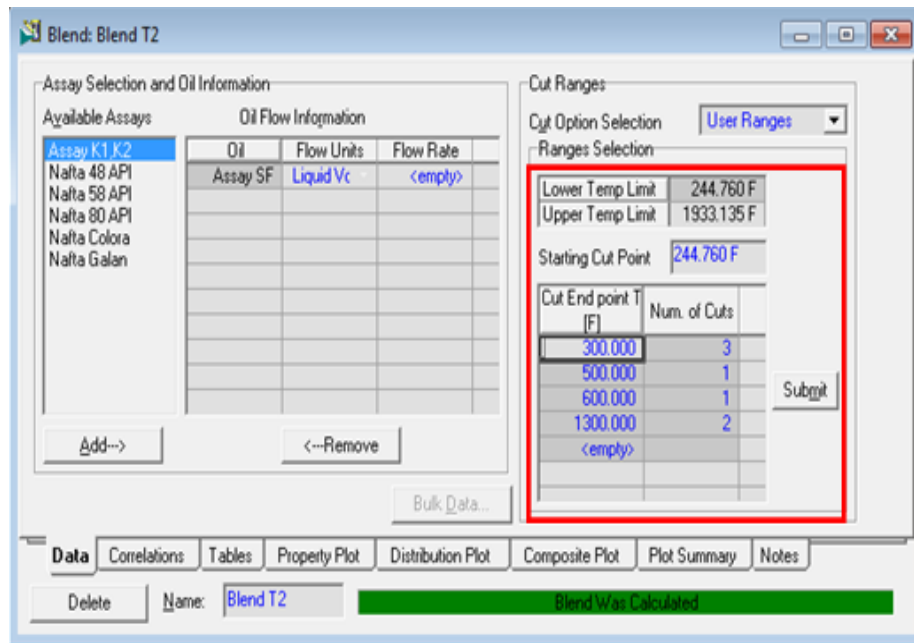 Blend: Blend T2
Assay Selection and Oil Information
Available Assays
Oil Flow Information
Assay K1,K2
Nafta 48 API
Nafta 58 API
Nafta 80 API
Nafta Colora
Nafta Galan
Oil Flow Units Flow Rate
Assay SF Liquid Vc <empty>
Add--->
<---Remove
Bulk Data...
Cut Ranges
Cut Option Selection User Ranges
Ranges Selection
Lower Temp Limit 244.760 F
Upper Temp Limit 1933.135 F
Starting Cut Point 244.760 F
Cut End point T
[F]
Num. of Cuts
300.000 3
500.000 1
600.000 1
1300.000 2
<empty>
Submit
Data Correlations Tables Property Plot Distribution Plot Composite Plot Plot Summary Notes
Delete Name: Blend T2 Blend Was Calculated